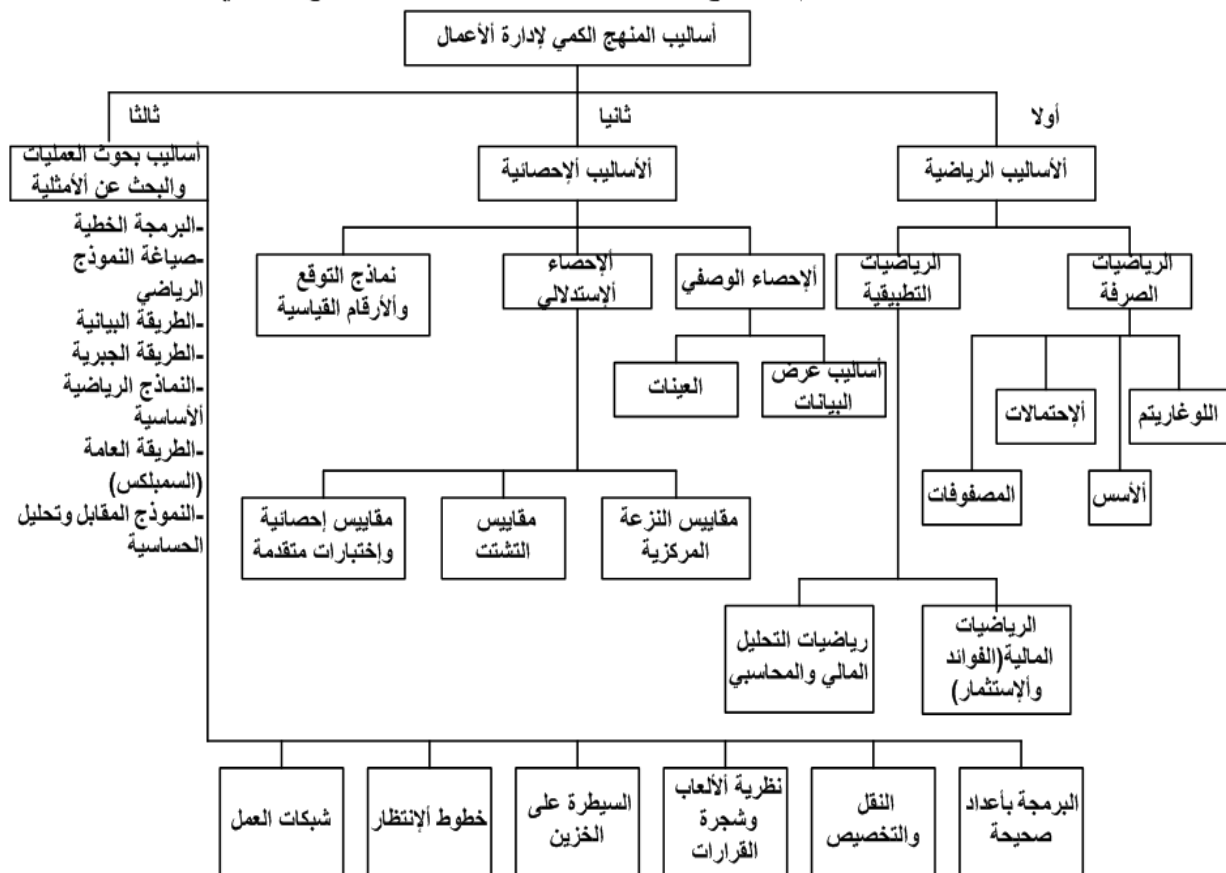 أساليب المنهج الكمي لإدارة ألأعمال
أولا
ثانيا
ثالثا
ألأساليب الرياضية
ألأساليب ألإحصائية
أساليب بحوث العمليات
والبحث عن ألأمثلية
-البرمجة الخطية
-صياغة النموذج
الرياضي
-الطريقة البيانية
-الطريقة الجبرية
-النماذج الرياضية
ألأساسية
-الطريقة العامة
(السمبلكس)
-النموذج المقابل وتحليل
الحساسية
الرياضيات
الصرفة
الرياضيات
التطبيقية
ألإحصاء الوصفي
ألإحصاء
ألإستدلالي
نماذج التوقع
وألأرقام القياسية
اللوغاريتم
ألإحتمالات
ألأسس
المصفوفات
أساليب عرض
البيانات
العينات
مقاييس النزعة
المركزية
مقاييس
التشتت
مقاييس إحصائية
وإختبارات متقدمة
الرياضيات
المالية(الفوائد
وألإستثمار)
رياضيات التحليل
المالي والمحاسبي
البرمجة بأعداد
صحيحة
النقل
والتخصيص
نظرية ألألعاب
وشجرة
القرارات
السيطرة على
الخزين
خطوط ألإنتظار
شبكات العمل